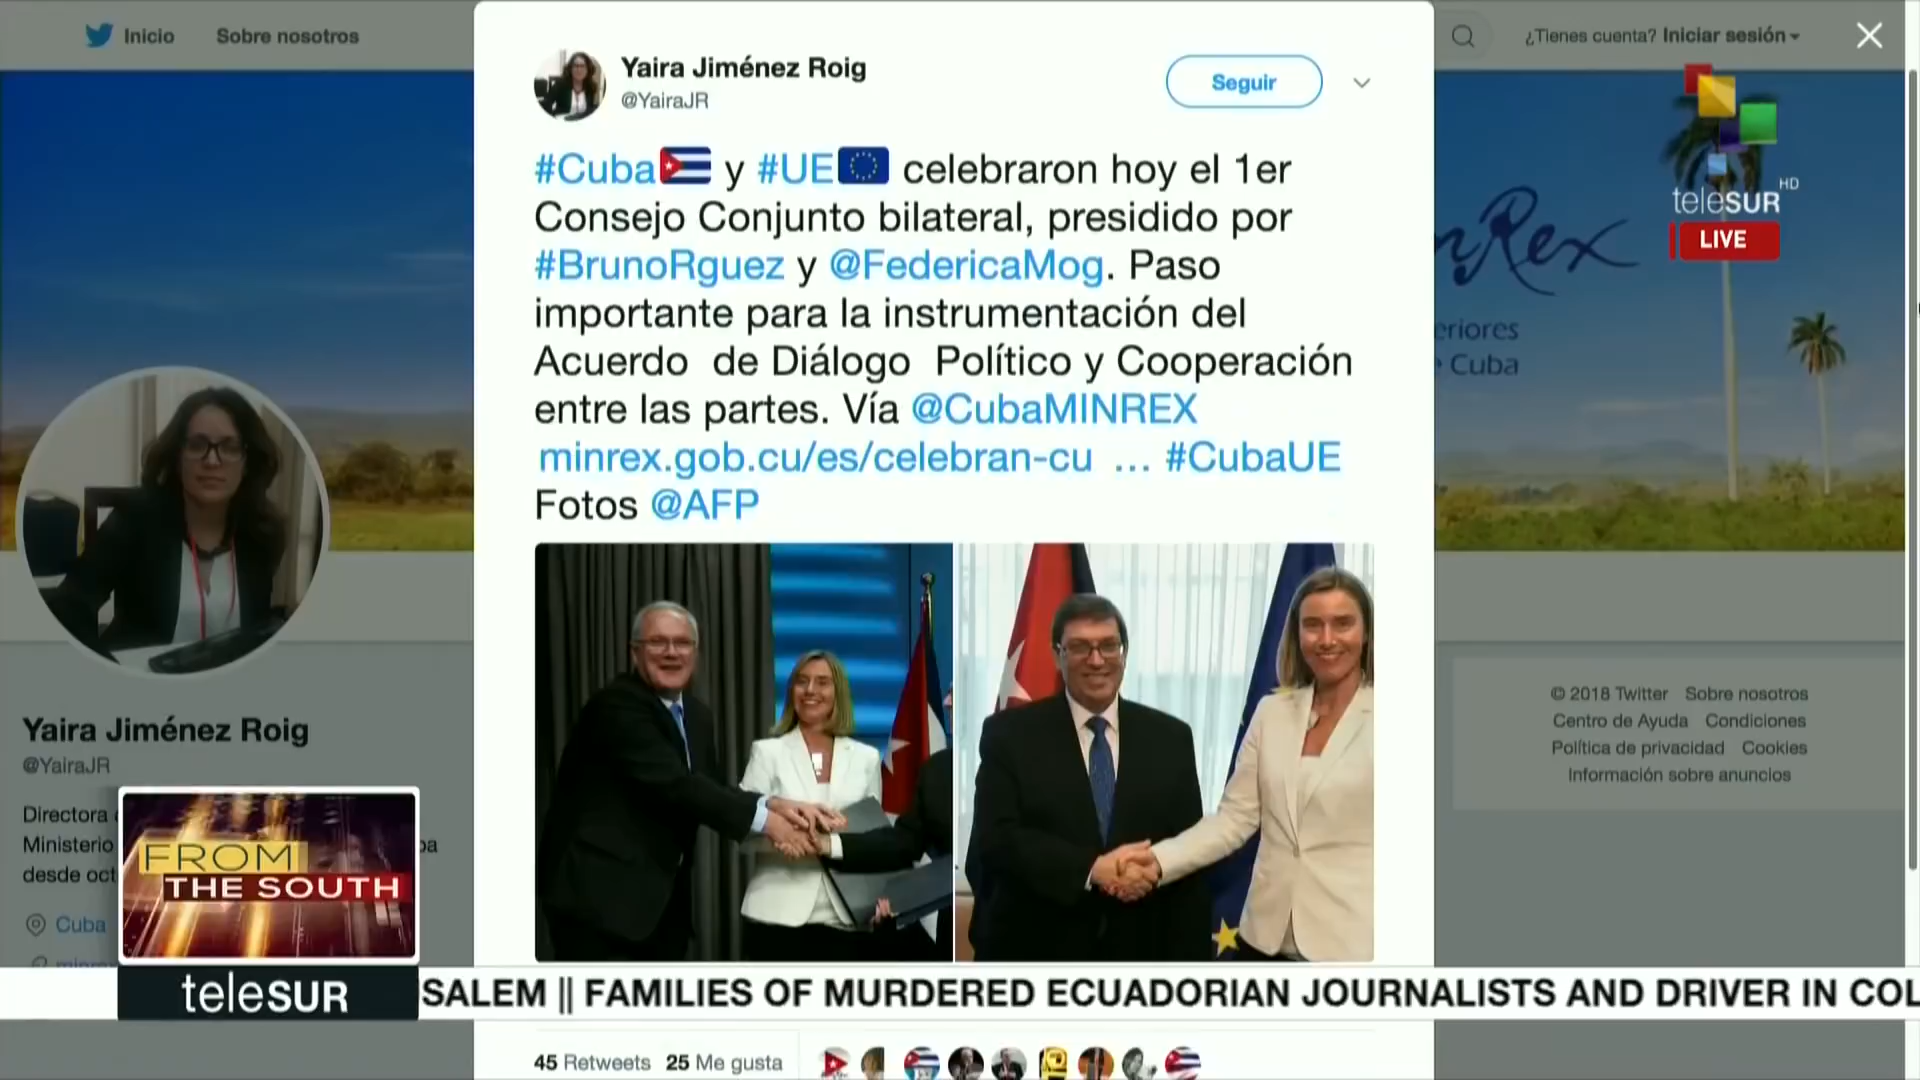 Inicio
Sobre nosotros
¿Tienes cuenta? Iniciar sesión
Yaira Jiménez Roig
@YairaJR
Seguir
#Cuba y #UE celebraron hoy el 1er
Consejo Conjunto bilateral, presidido por
#BrunoRguez y @FedericaMog. Paso
importante para la instrumentación del
Acuerdo de Diálogo Político y Cooperación
entre las partes. Vía @CubaMINREX
minrex.gob.cu/es/celebran-cu … #CubaUE
Fotos @AFP
teleSUR HD
LIVE
nRex
eriores
Cuba
Yaira Jiménez Roig
@YairaJR
Directora
Ministerio
ba
desde oct
Cuba
© 2018 Twitter Sobre nosotros
Centro de Ayuda Condiciones
Política de privacidad Cookies
Información sobre anuncios
FROM
THE SOUTH
teleSUR
SALEM || FAMILIES OF MURDERED ECUADORIAN JOURNALISTS AND DRIVER IN COL
45 Retweets 25 Me gusta